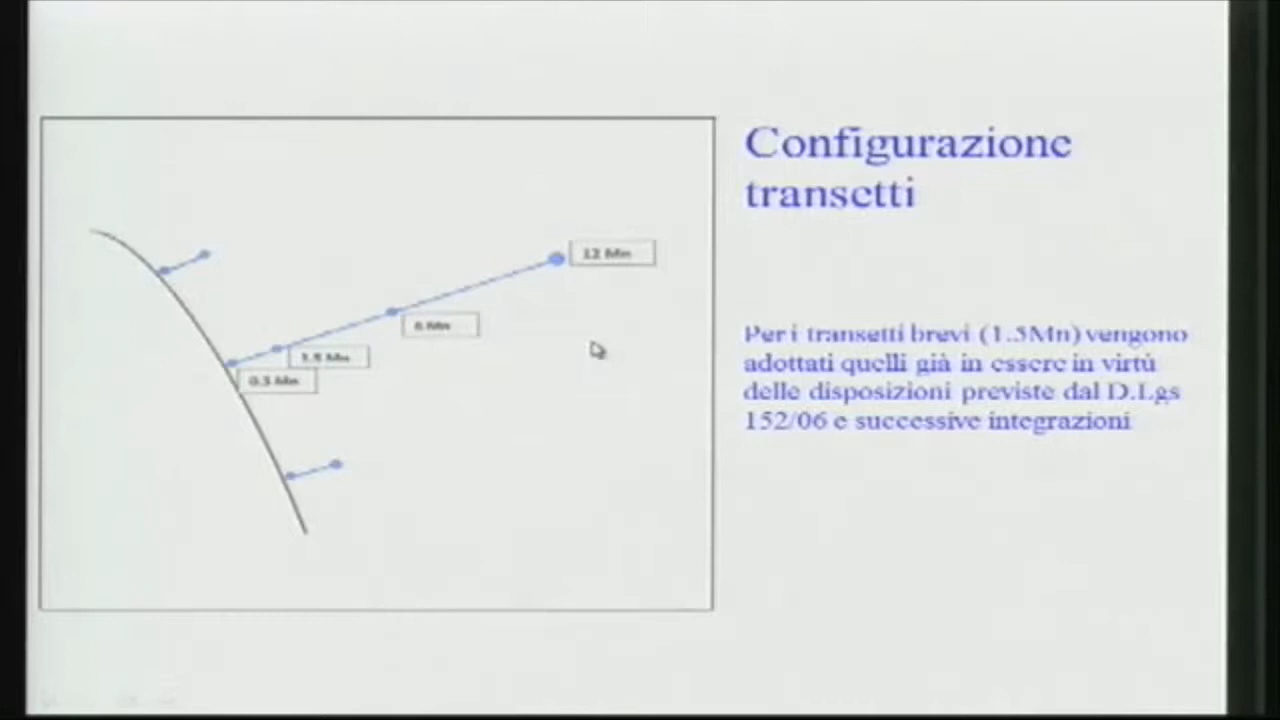 Configurazione
transetti
12 Mn
6 Mn
1.5 Mn
0.5 Mn
Per i transetti brevi (1.5Mn) vengono
adottati quelli già in essere in virtù
delle disposizioni previste dal D.Lgs
152/06 e successive integrazioni